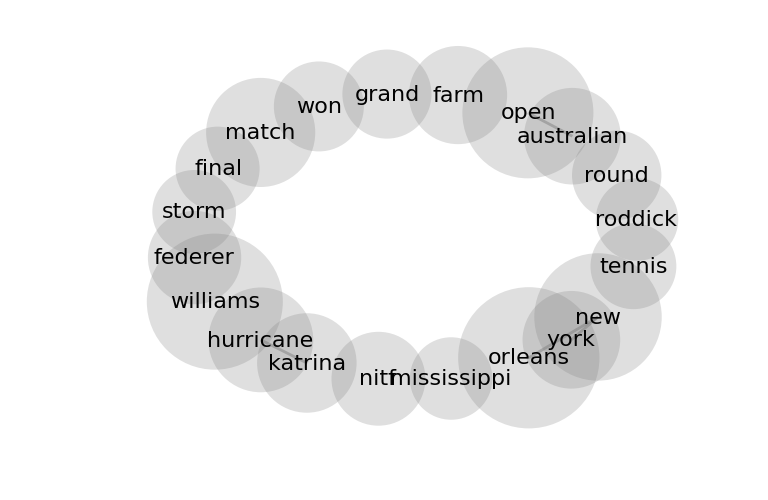 grand
farm
won
open
match
australian
final
round
storm
roddick
federer
tennis
williams
new
hurricane
york
katrina
orleans
nitf
mississippi